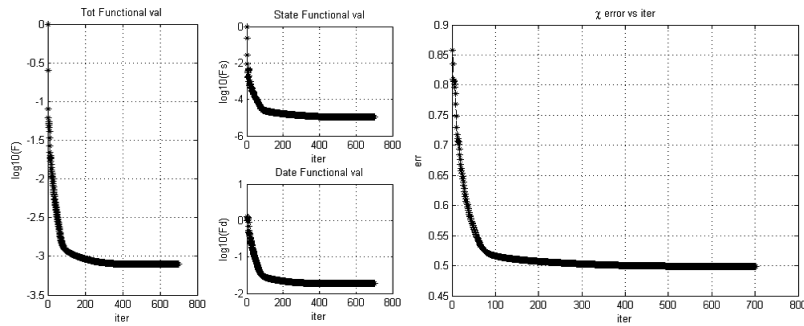 Tot Functional val
0
-0.5
-1
-1.5
-2
-2.5
-3
-3.5
log10(F)
0 200 400 600 800
iter
State Functional val
0
-2
-4
-6
log10(Fs)
0 200 400 600 800
iter
Date Functional val
1
0
-1
-2
log10(Fd)
0 200 400 600 800
iter
χ error vs iter
0.9
0.85
0.8
0.75
0.7
0.65
0.6
0.55
0.5
0.45
err
0 100 200 300 400 500 600 700 800
iter